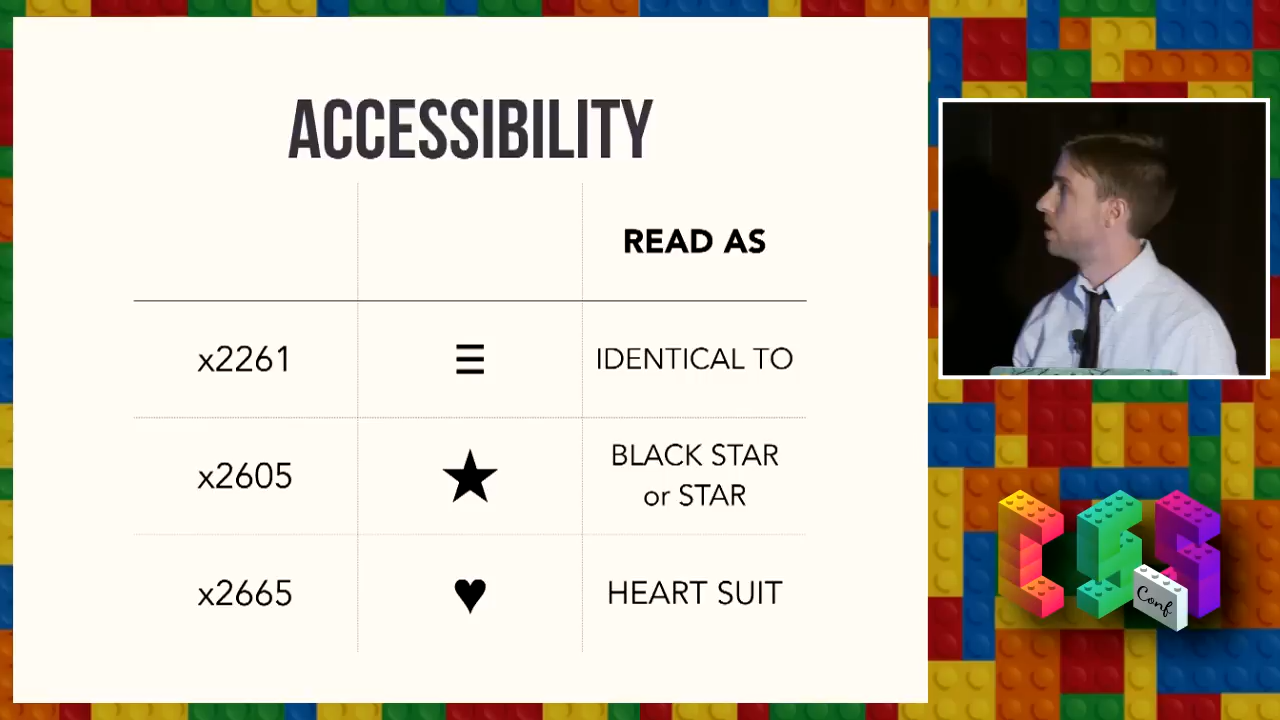 ACCESSIBILITY
READ AS
x2261 ≡ IDENTICAL TO
x2605 ★ BLACK STAR
or STAR
x2665 ♥ HEART SUIT
CSS
Conf